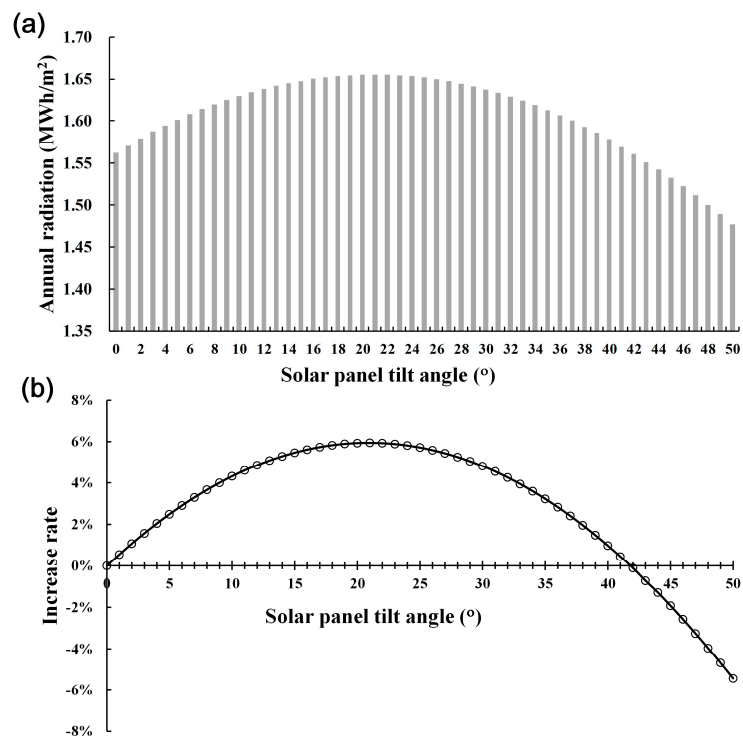 (a)
Annual radiation (MWh/m²)
1.70
1.65
1.60
1.55
1.50
1.45
1.40
1.35
0 2 4 6 8 10 12 14 16 18 20 22 24 26 28 30 32 34 36 38 40 42 44 46 48 50
Solar panel tilt angle (°)
(b)
Increase rate
8%
6%
4%
2%
0%
-2%
-4%
-6%
-8%
0 5 10 15 20 25 30 35 40 45 50
Solar panel tilt angle (°)